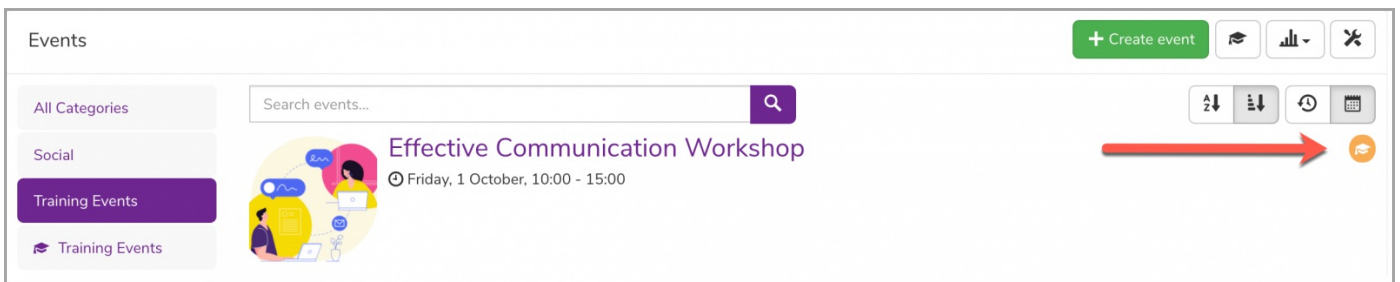 Events
+ Create event
All Categories
Search events...
Social
Effective Communication Workshop
Friday, 1 October, 10:00 - 15:00
Training Events
Training Events